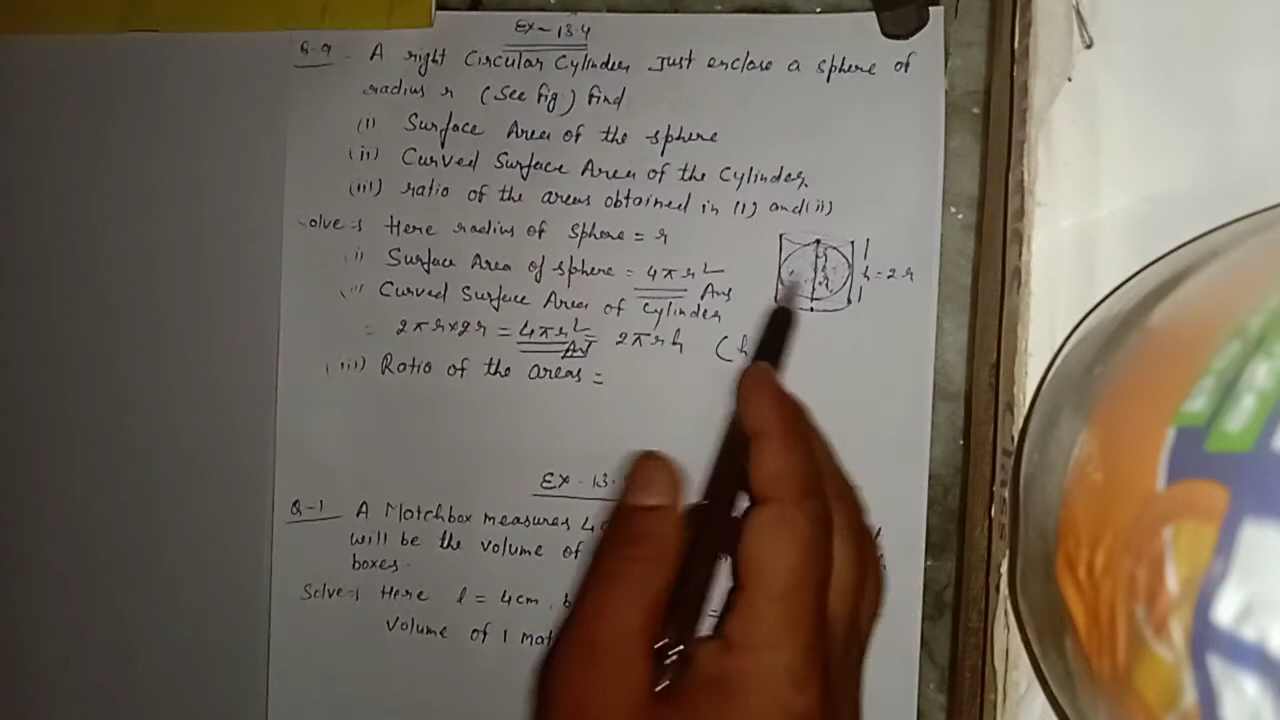 Ex-13.4
Q-9 A right Circular Cylinder Just enclose a sphere of
radius r (See fig) find
(i) Surface Area of the sphere
(ii) Curved Surface Area of the Cylinder.
(iii) ratio of the areas obtained in (i) and (ii)
Solve:- Here radius of Sphere = r
(i) Surface Area of sphere = 4πr² Ans
h = 2r
(ii) Curved Surface Area of Cylinder
= 2πr×2r = 4πr² = 2πrh (h
Ans
(iii) Ratio of the areas =
Ex-13.
Q-1 A Matchbox measures 4
will be the volume of
boxes.
Solve:- Here l = 4cm, b =
Volume of 1 mat